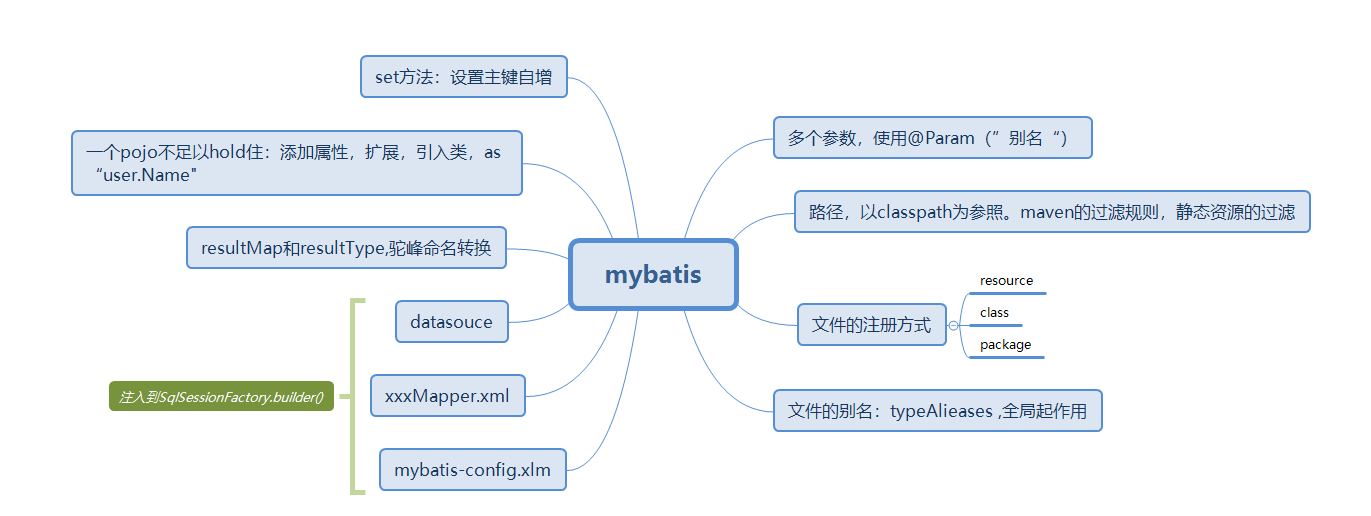 set方法：设置主键自增
一个pojo不足以hold住：添加属性，扩展，引入类，as
“user.Name"
resultMap和resultType,驼峰命名转换
datasouce
xxxMapper.xml
mybatis-config.xlm
注入到SqlSessionFactory.builder()
mybatis
多个参数，使用@Param（”别名“）
路径，以classpath为参照。maven的过滤规则，静态资源的过滤
文件的注册方式
resource
class
package
文件的别名：typeAlieases ,全局起作用